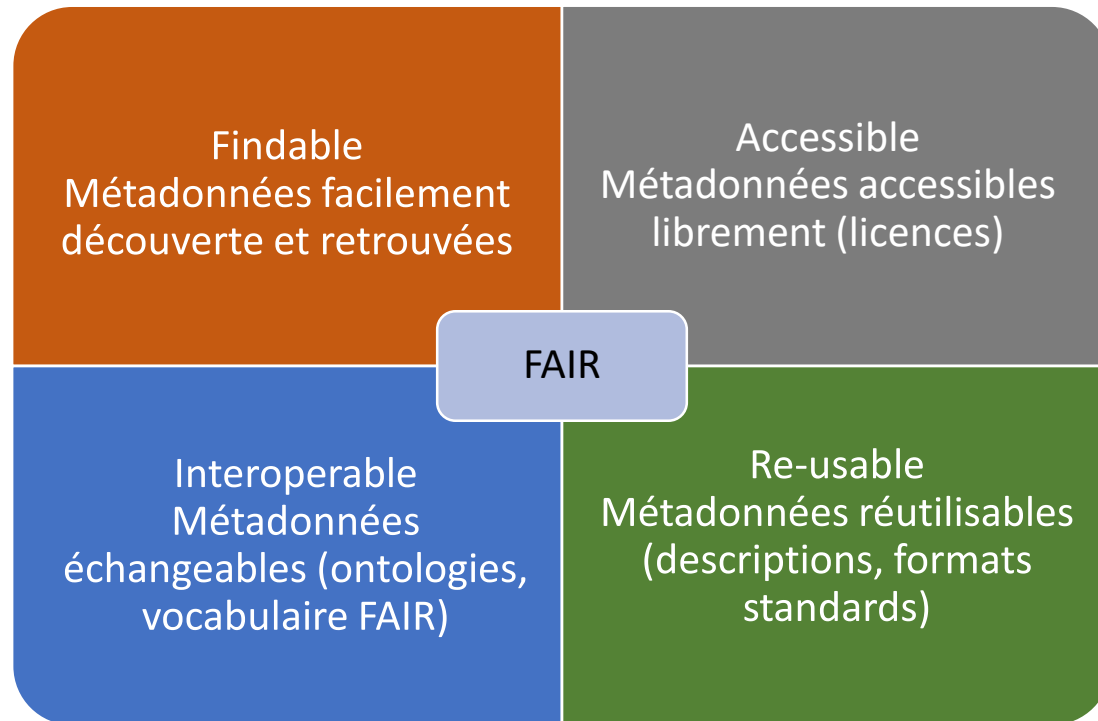 Findable
Métadonnées facilement
découverte et retrouvées
Accessible
Métadonnées accessibles
librement (licences)
FAIR
Interoperable
Métadonnées
échangeables (ontologies,
vocabulaire FAIR)
Re-usable
Métadonnées réutilisables
(descriptions, formats
standards)